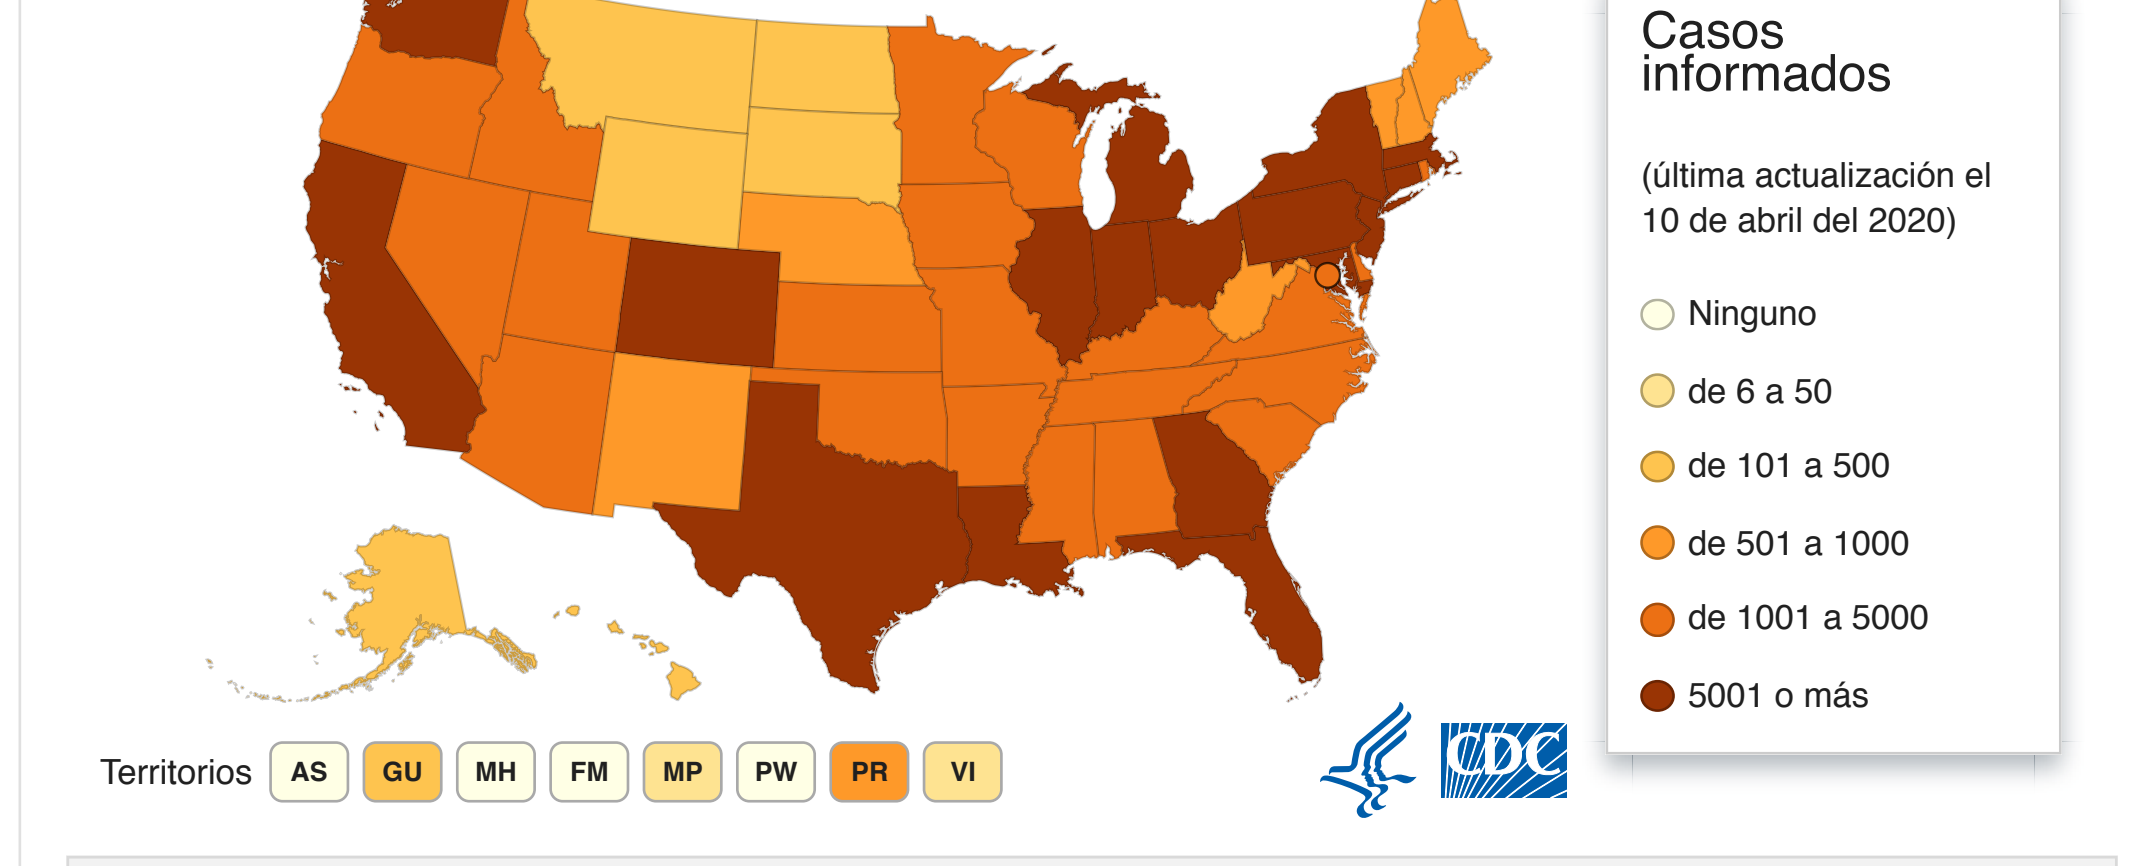 Casos
informados
(última actualización el
10 de abril del 2020)
Ninguno
de 6 a 50
de 101 a 500
de 501 a 1000
de 1001 a 5000
5001 o más
Territorios AS GU MH FM MP PW PR VI
CDC